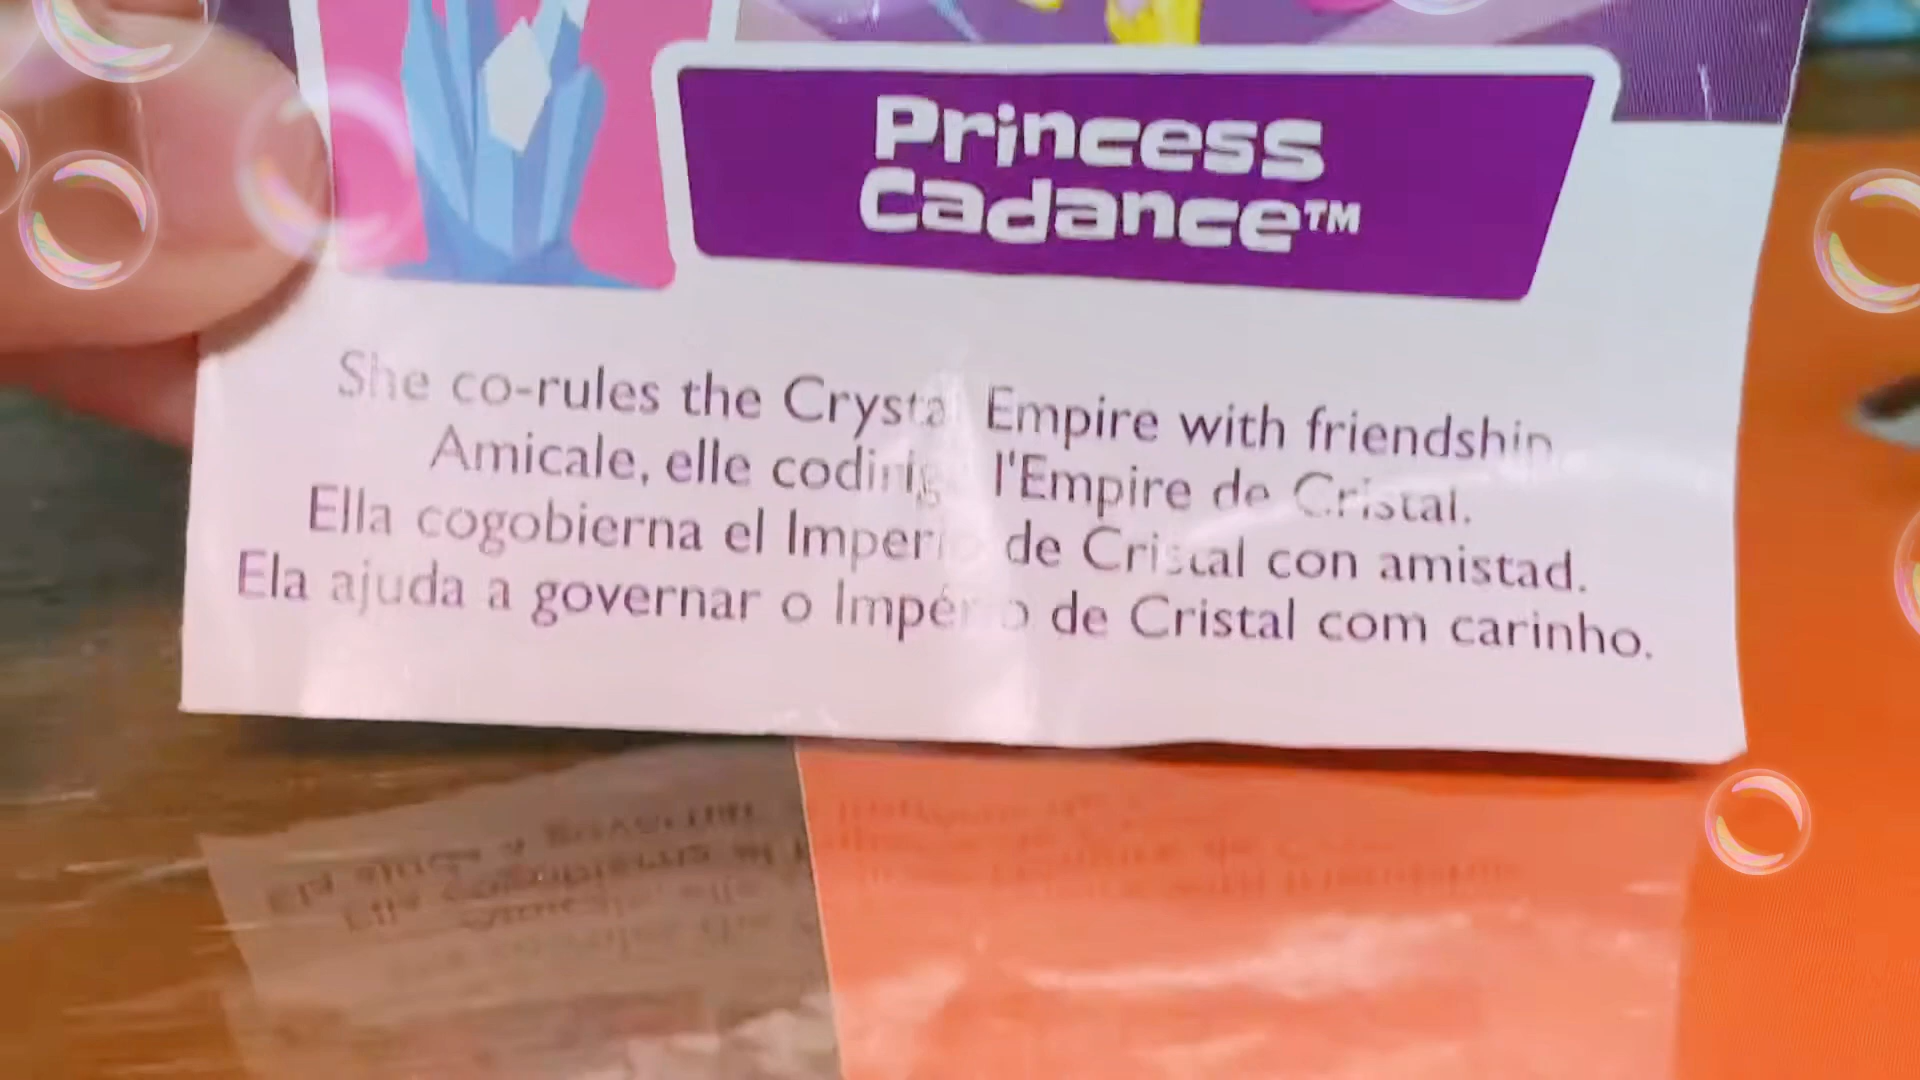 Princess
Cadance™
She co-rules the Crystal Empire with friendship
Amicale, elle codirige l'Empire de Cristal.
Ella cogobierna el Imperio de Cristal con amistad.
Ela ajuda a governar o Império de Cristal com carinho.